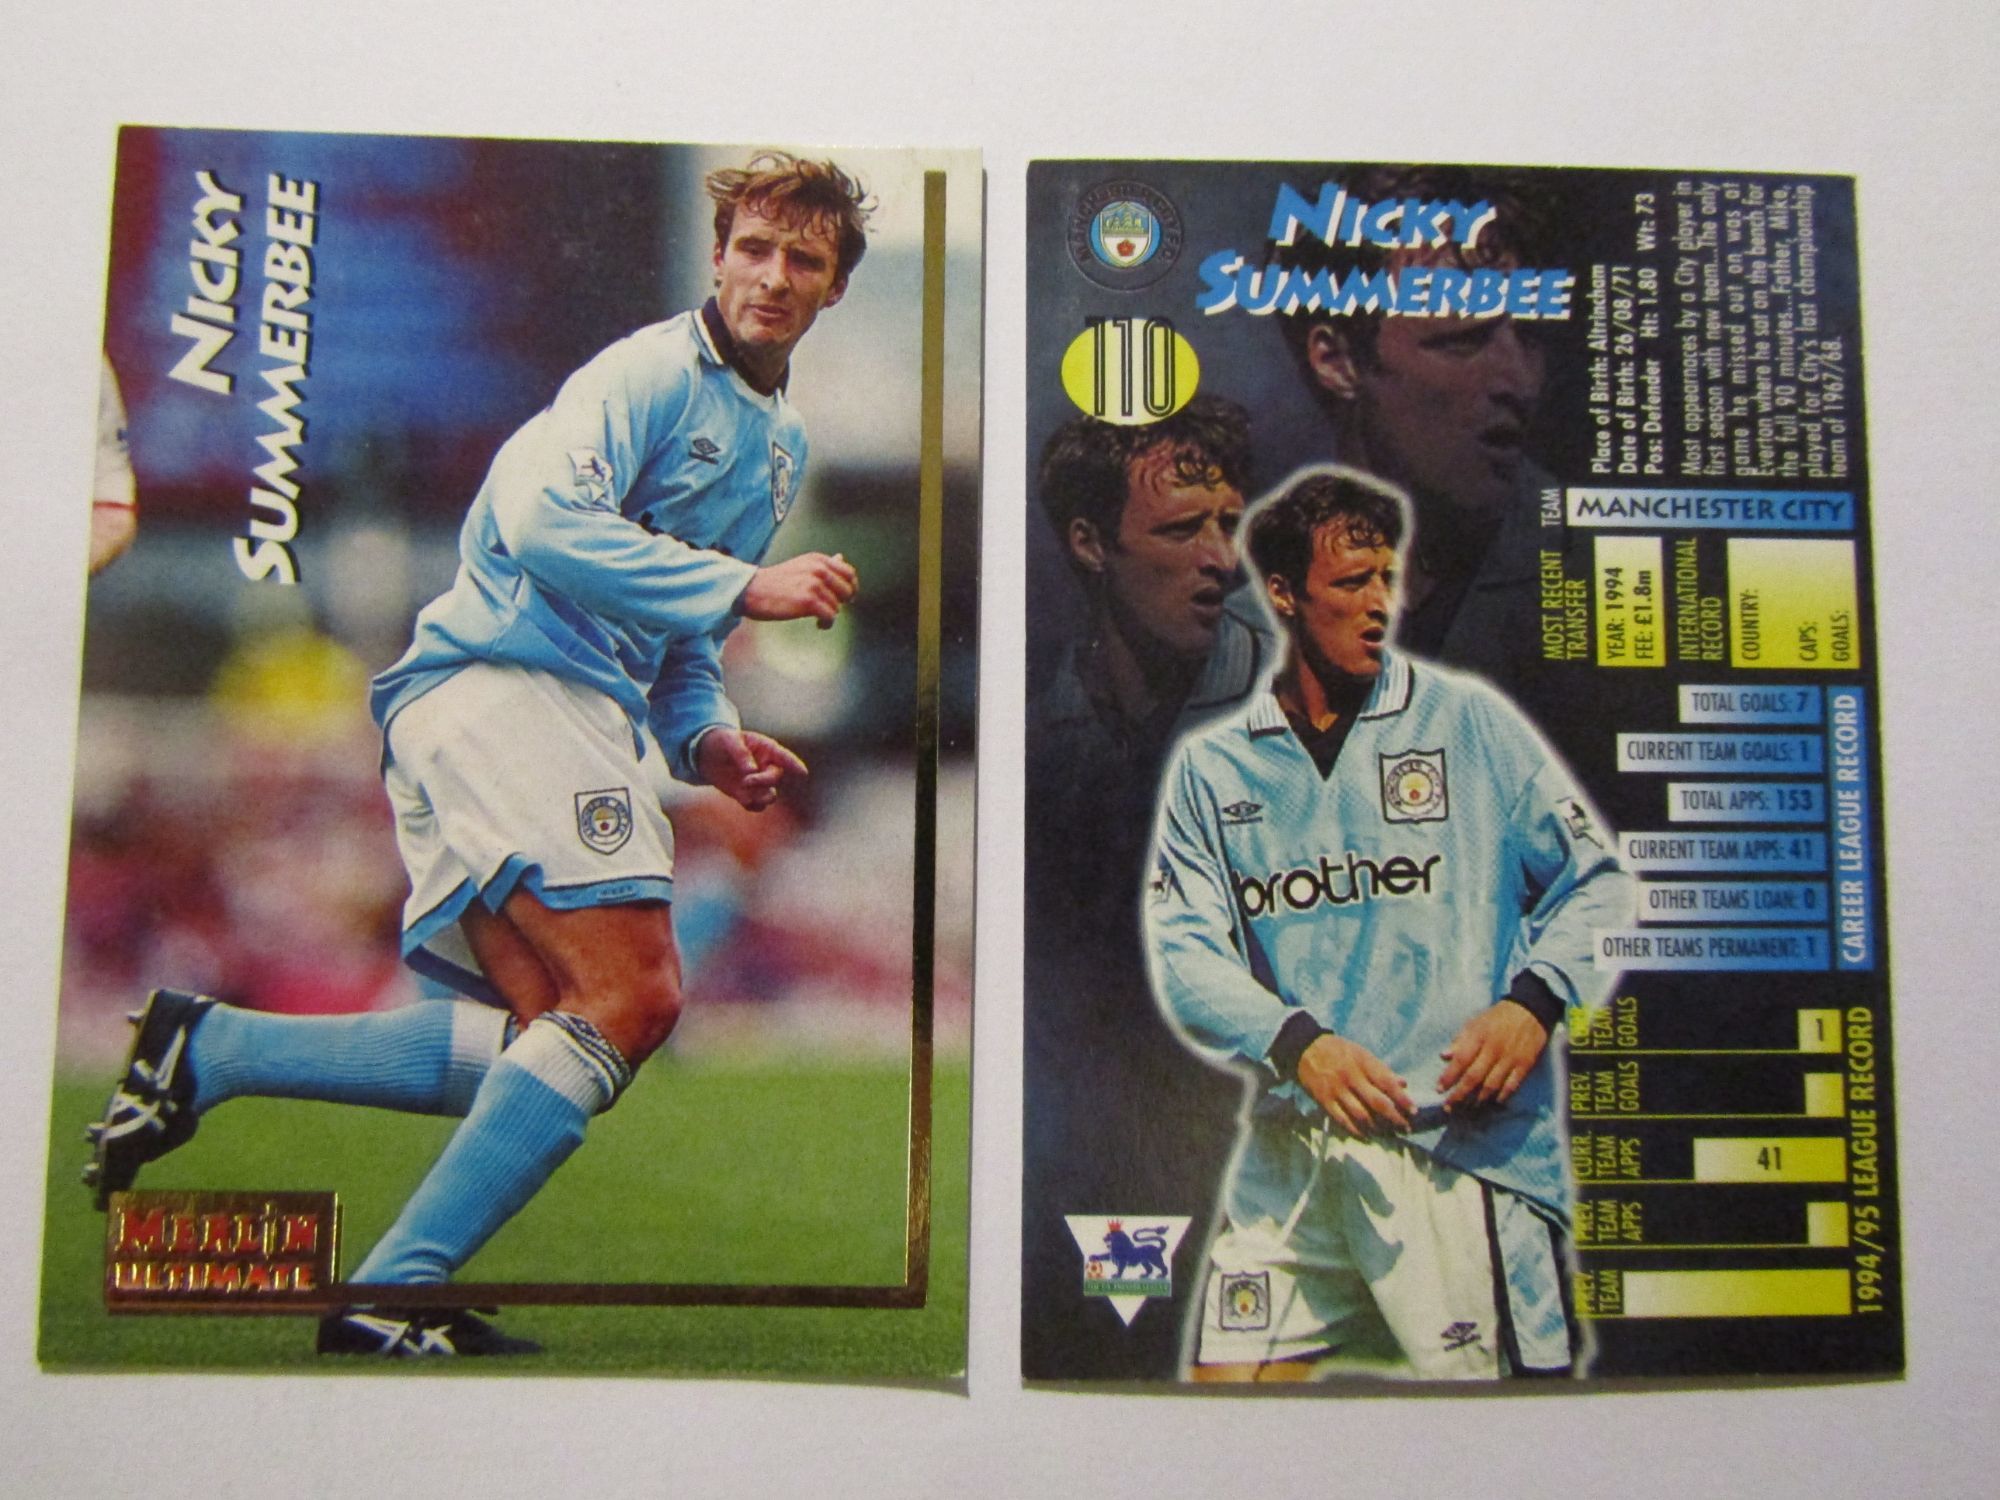 NICKY
SUMMERBEE
MERLIN
ULTIMATE
MANCHESTER CITY F.C.
NICKY
SUMMERBEE
110
Place of Birth: Altrincham
Date of Birth: 26/08/71
Pos: Defender Ht: 1.80 Wt: 73
Most appearnaces by a City player in
first season with new team...The only
game he missed out on was at
Everton where he sat on the bench for
the full 90 minutes...Father, Mike,
played for City's last championship
team of 1967/68.
TEAM
MANCHESTER CITY
MOST RECENT
TRANSFER
YEAR: 1994
FEE: £1.8m
INTERNATIONAL
RECORD
COUNTRY:
CAPS:
GOALS:
TOTAL GOALS: 7
CURRENT TEAM GOALS: 1
TOTAL APPS: 153
CURRENT TEAM APPS: 41
OTHER TEAMS LOAN: 0
OTHER TEAMS PERMANENT: 1
CAREER LEAGUE RECORD
CURR.
TEAM
GOALS
1
PREV.
TEAM
GOALS
CURR.
TEAM
APPS
41
PREV.
TEAM
APPS
PREV.
TEAM
1994/95 LEAGUE RECORD
brother